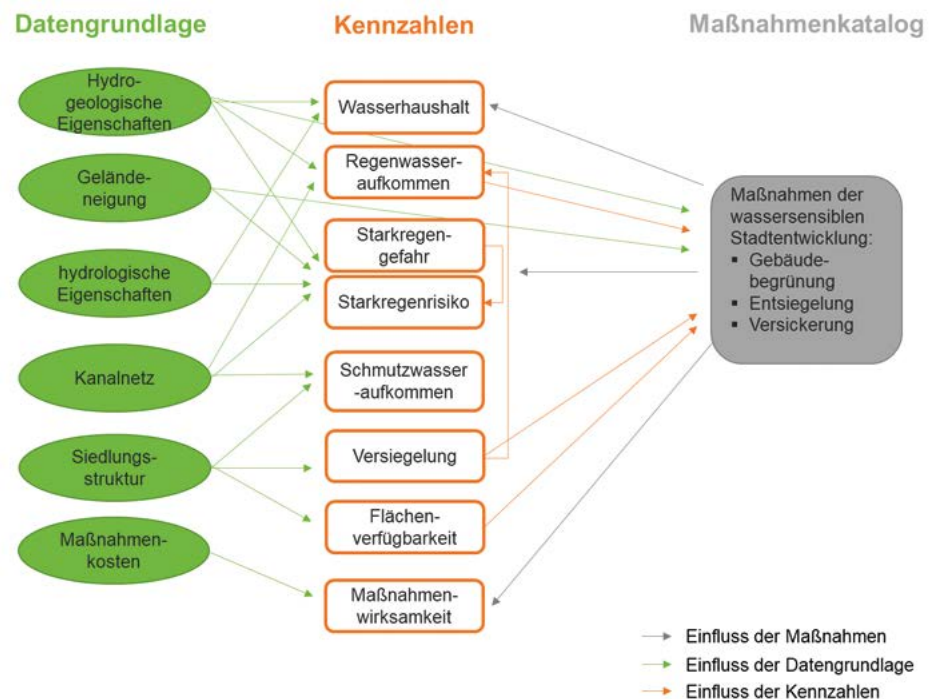 Datengrundlage
Kennzahlen
Maßnahmenkatalog
Hydro-
geologische
Eigenschaften
Gelände-
neigung
hydrologische
Eigenschaften
Kanalnetz
Siedlungs-
struktur
Maßnahmen-
kosten
Wasserhaushalt
Regenwasser-
aufkommen
Starkregen-
gefahr
Starkregenrisiko
Schmutzwasser
-aufkommen
Versiegelung
Flächen-
verfügbarkeit
Maßnahmen-
wirksamkeit
Maßnahmen der
wassersensiblen
Stadtentwicklung:
▪ Gebäude-
begrünung
▪ Entsiegelung
▪ Versickerung
Einfluss der Maßnahmen
Einfluss der Datengrundlage
Einfluss der Kennzahlen